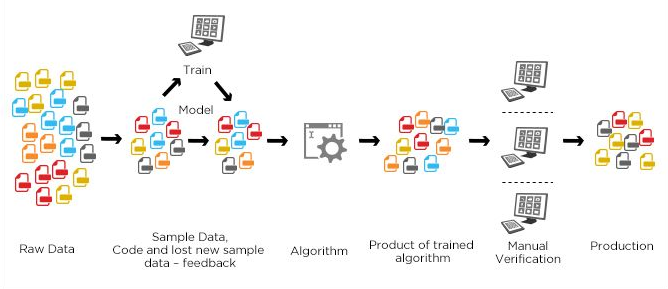 Train
Model
Raw Data
Sample Data,
Code and lost new sample
data – feedback
Algorithm
Product of trained
algorithm
Manual
Verification
Production